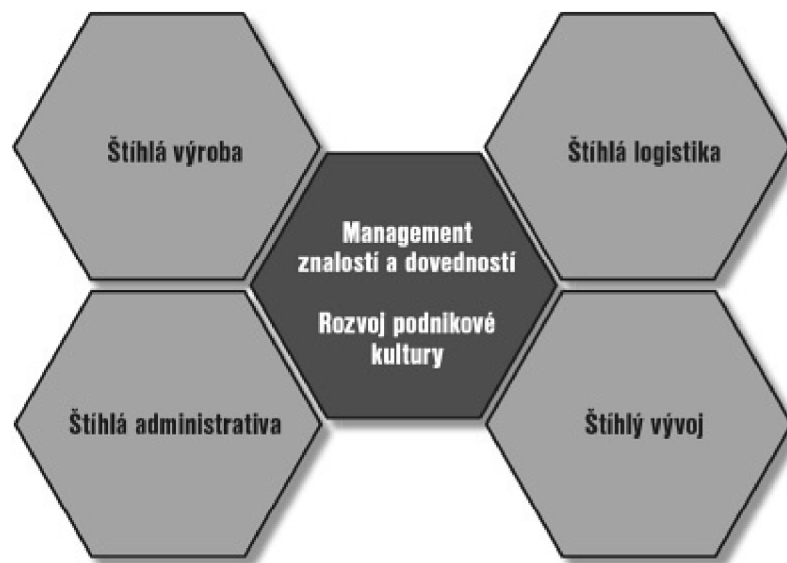 Štíhlá výroba
Štíhlá logistika
Management
znalostí a dovedností
Rozvoj podnikové
kultury
Štíhlá administrativa
Štíhlý vývoj